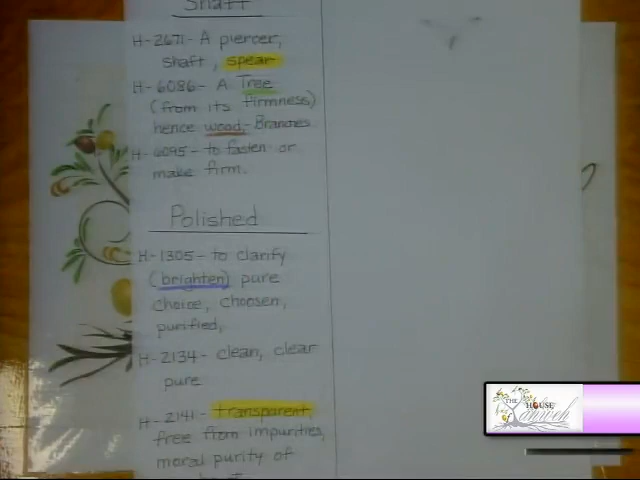 Shaft
H-2671- A piercer,
shaft, spear
H-6086- A Tree
(from its firmness)
hence wood,- Branches
H-6095- to fasten or
make firm.
Polished
H-1305- to clarify
(brighten) pure
choice, choosen,
purified,
H-2134- clean, clear
pure
H-2141- transparent,
free from impurities,
moral purity of
THE
HOUSE